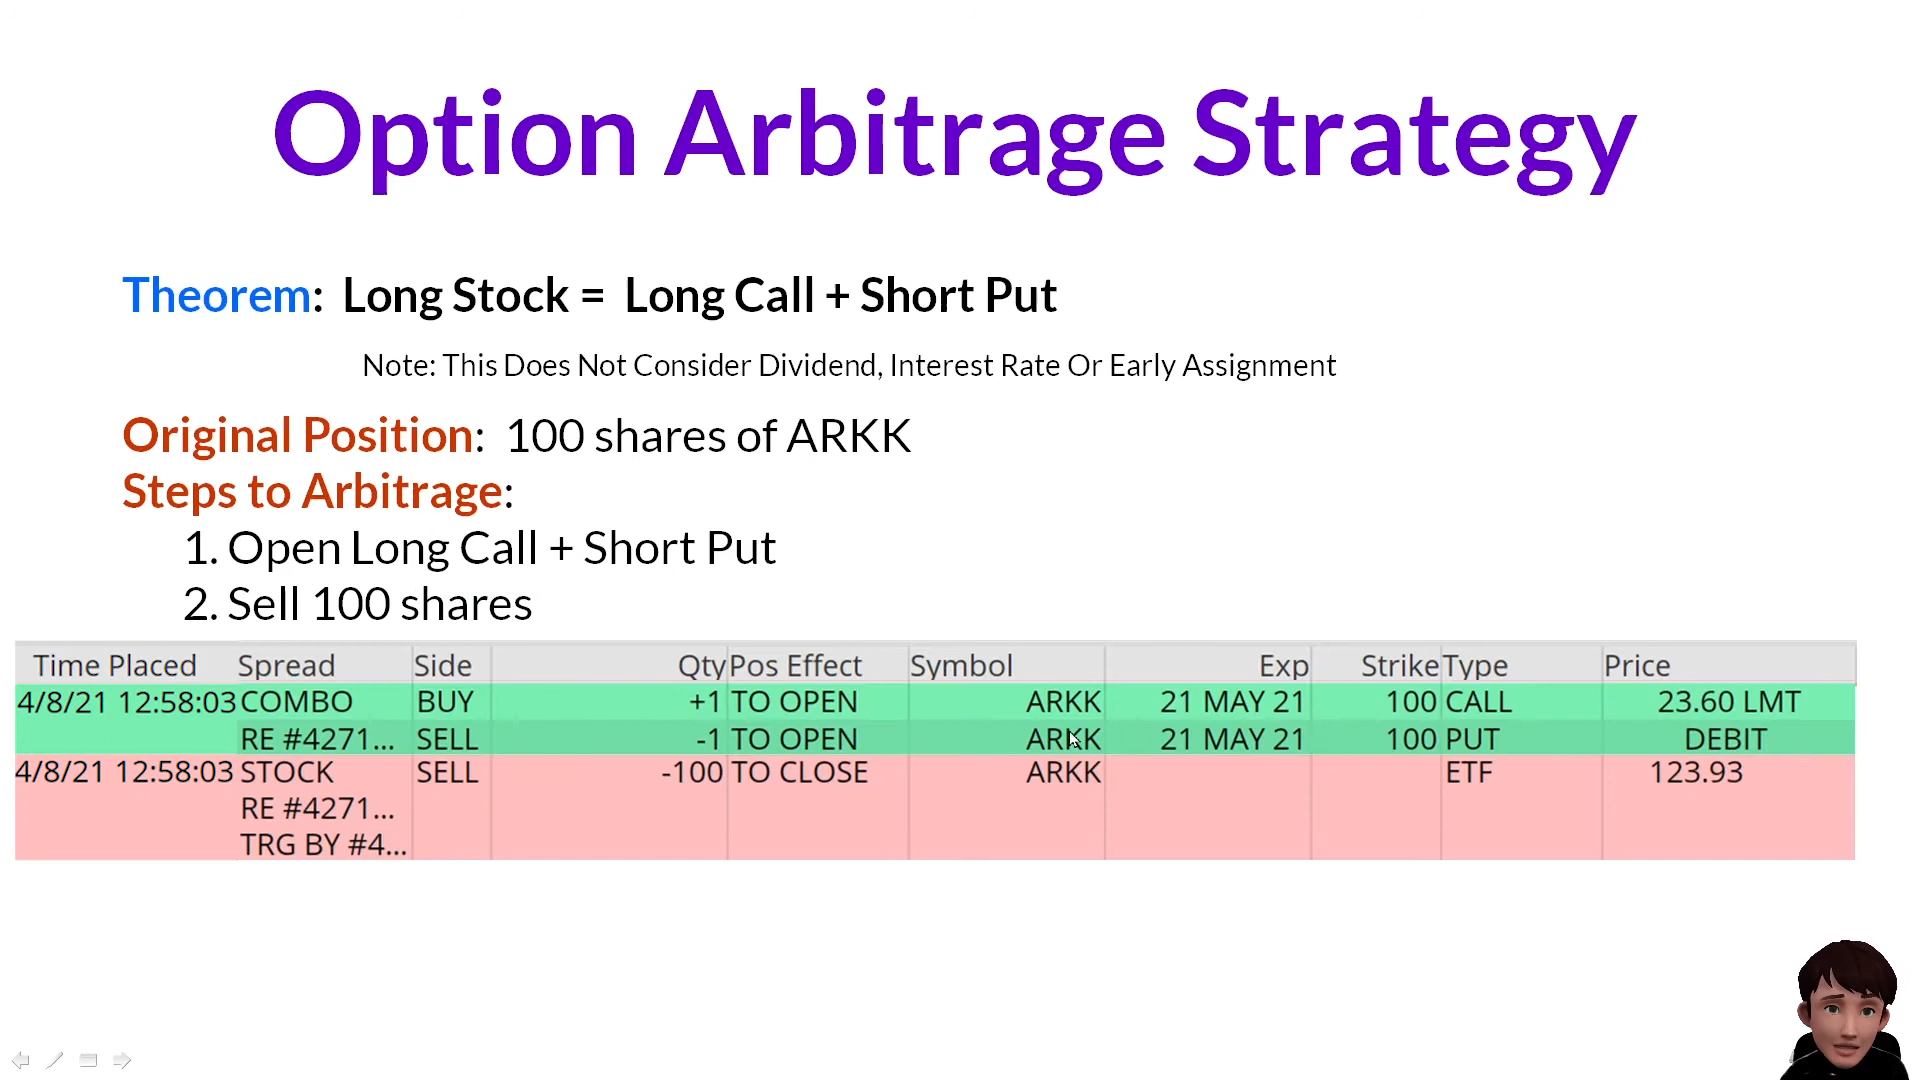 Option Arbitrage Strategy
Theorem: Long Stock = Long Call + Short Put
Note: This Does Not Consider Dividend, Interest Rate Or Early Assignment
Original Position: 100 shares of ARKK
Steps to Arbitrage:
1. Open Long Call + Short Put
2. Sell 100 shares
Time Placed Spread Side Qty Pos Effect Symbol Exp Strike Type Price
4/8/21 12:58:03 COMBO BUY +1 TO OPEN ARKK 21 MAY 21 100 CALL 23.60 LMT
RE #4271... SELL -1 TO OPEN ARKK 21 MAY 21 100 PUT DEBIT
4/8/21 12:58:03 STOCK SELL -100 TO CLOSE ARKK ETF 123.93
RE #4271...
TRG BY #4...